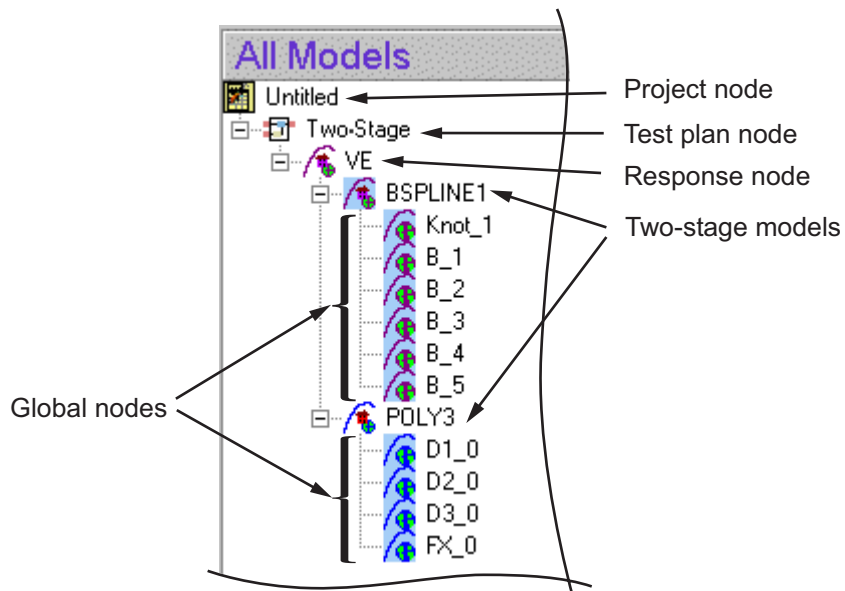 All Models
Untitled
Project node
Two-Stage
Test plan node
VE
Response node
BSPLINE1
Two-stage models
Knot_1
B_1
B_2
B_3
B_4
B_5
Global nodes
POLY3
D1_0
D2_0
D3_0
FX_0